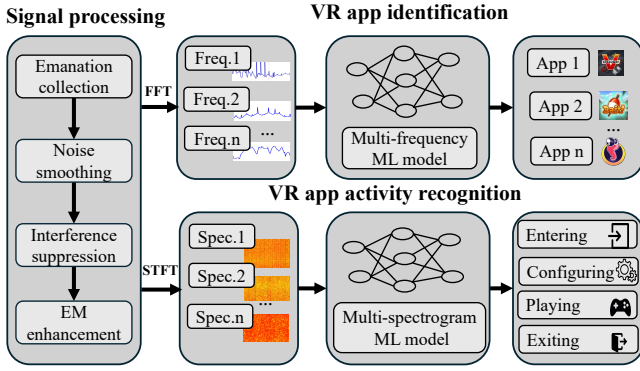 Signal processing
VR app identification
Emanation
collection
Noise
smoothing
Interference
suppression
EM
enhancement
FFT
STFT
Freq.1
Freq.2
Freq.n
...
Multi-frequency
ML model
App 1
App 2
...
App n
VR app activity recognition
Spec.1
Spec.2
...
Spec.n
Multi-spectrogram
ML model
Entering
Configuring
Playing
Exiting